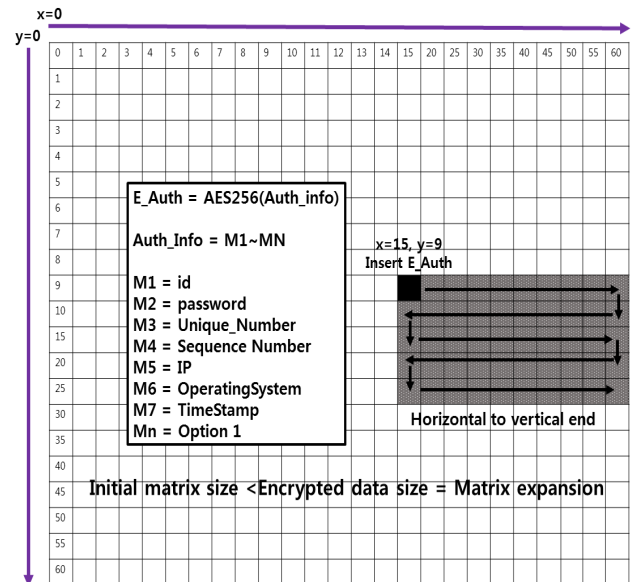 x=0
y=0
0 1 2 3 4 5 6 7 8 9 10 11 12 13 14 15 20 25 30 35 40 45 50 55 60
1
2
3
4
5
6
7
8
9
10
15
20
25
30
35
40
45
50
55
60
E_Auth = AES256(Auth_info)
Auth_Info = M1~MN
M1 = id
M2 = password
M3 = Unique_Number
M4 = Sequence Number
M5 = IP
M6 = OperatingSystem
M7 = TimeStamp
Mn = Option 1
x=15, y=9
Insert E_Auth
Horizontal to vertical end
Initial matrix size <Encrypted data size = Matrix expansion